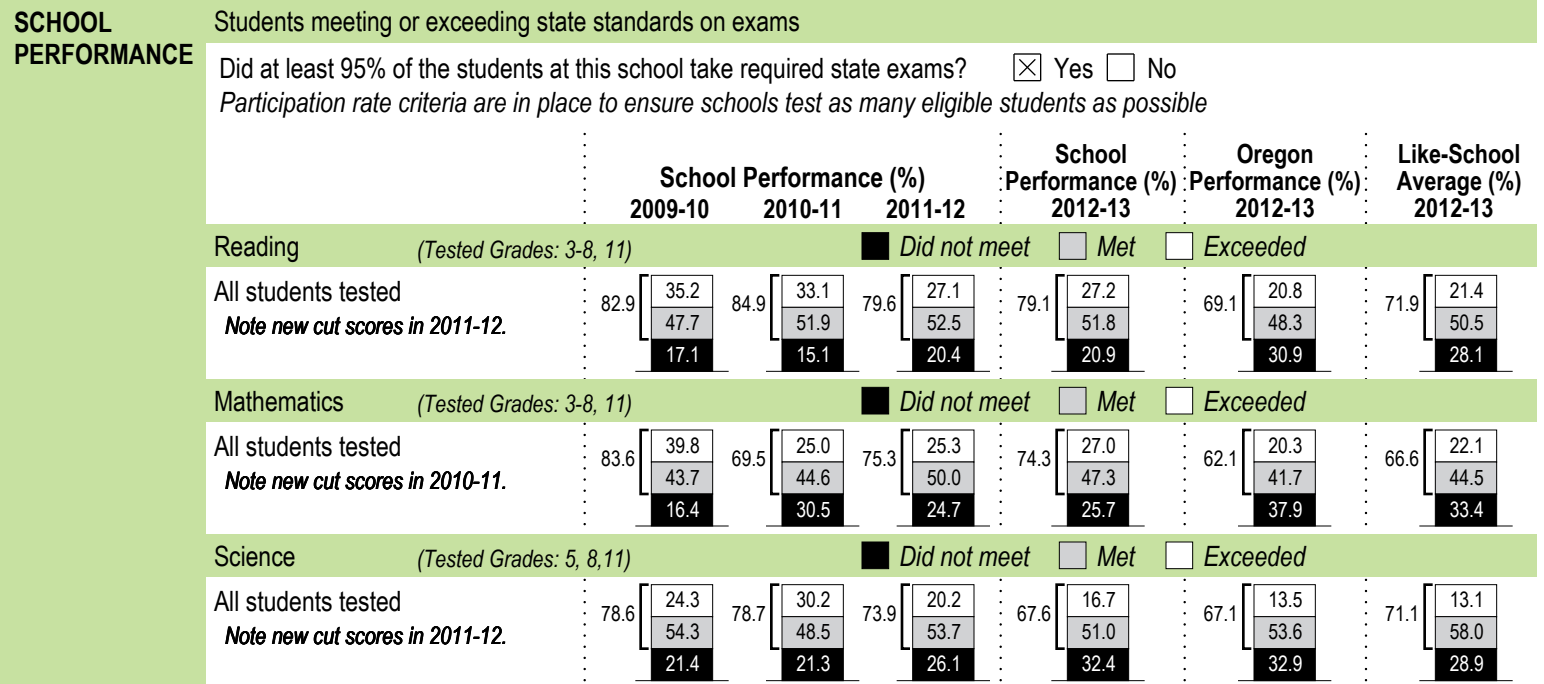 SCHOOL
PERFORMANCE
Students meeting or exceeding state standards on exams
Did at least 95% of the students at this school take required state exams? ☒ Yes ☐ No
Participation rate criteria are in place to ensure schools test as many eligible students as possible
School Performance (%)
2009-10 2010-11 2011-12
School
Performance (%)
2012-13
Oregon
Performance (%)
2012-13
Like-School
Average (%)
2012-13
Reading (Tested Grades: 3-8, 11) Did not meet Met Exceeded
All students tested
Note new cut scores in 2011-12.
82.9 35.2 47.7 17.1
84.9 33.1 51.9 15.1
79.6 27.1 52.5 20.4
79.1 27.2 51.8 20.9
69.1 20.8 48.3 30.9
71.9 21.4 50.5 28.1
Mathematics (Tested Grades: 3-8, 11) Did not meet Met Exceeded
All students tested
Note new cut scores in 2010-11.
83.6 39.8 43.7 16.4
69.5 25.0 44.6 30.5
75.3 25.3 50.0 24.7
74.3 27.0 47.3 25.7
62.1 20.3 41.7 37.9
66.6 22.1 44.5 33.4
Science (Tested Grades: 5, 8,11) Did not meet Met Exceeded
All students tested
Note new cut scores in 2011-12.
78.6 24.3 54.3 21.4
78.7 30.2 48.5 21.3
73.9 20.2 53.7 26.1
67.6 16.7 51.0 32.4
67.1 13.5 53.6 32.9
71.1 13.1 58.0 28.9